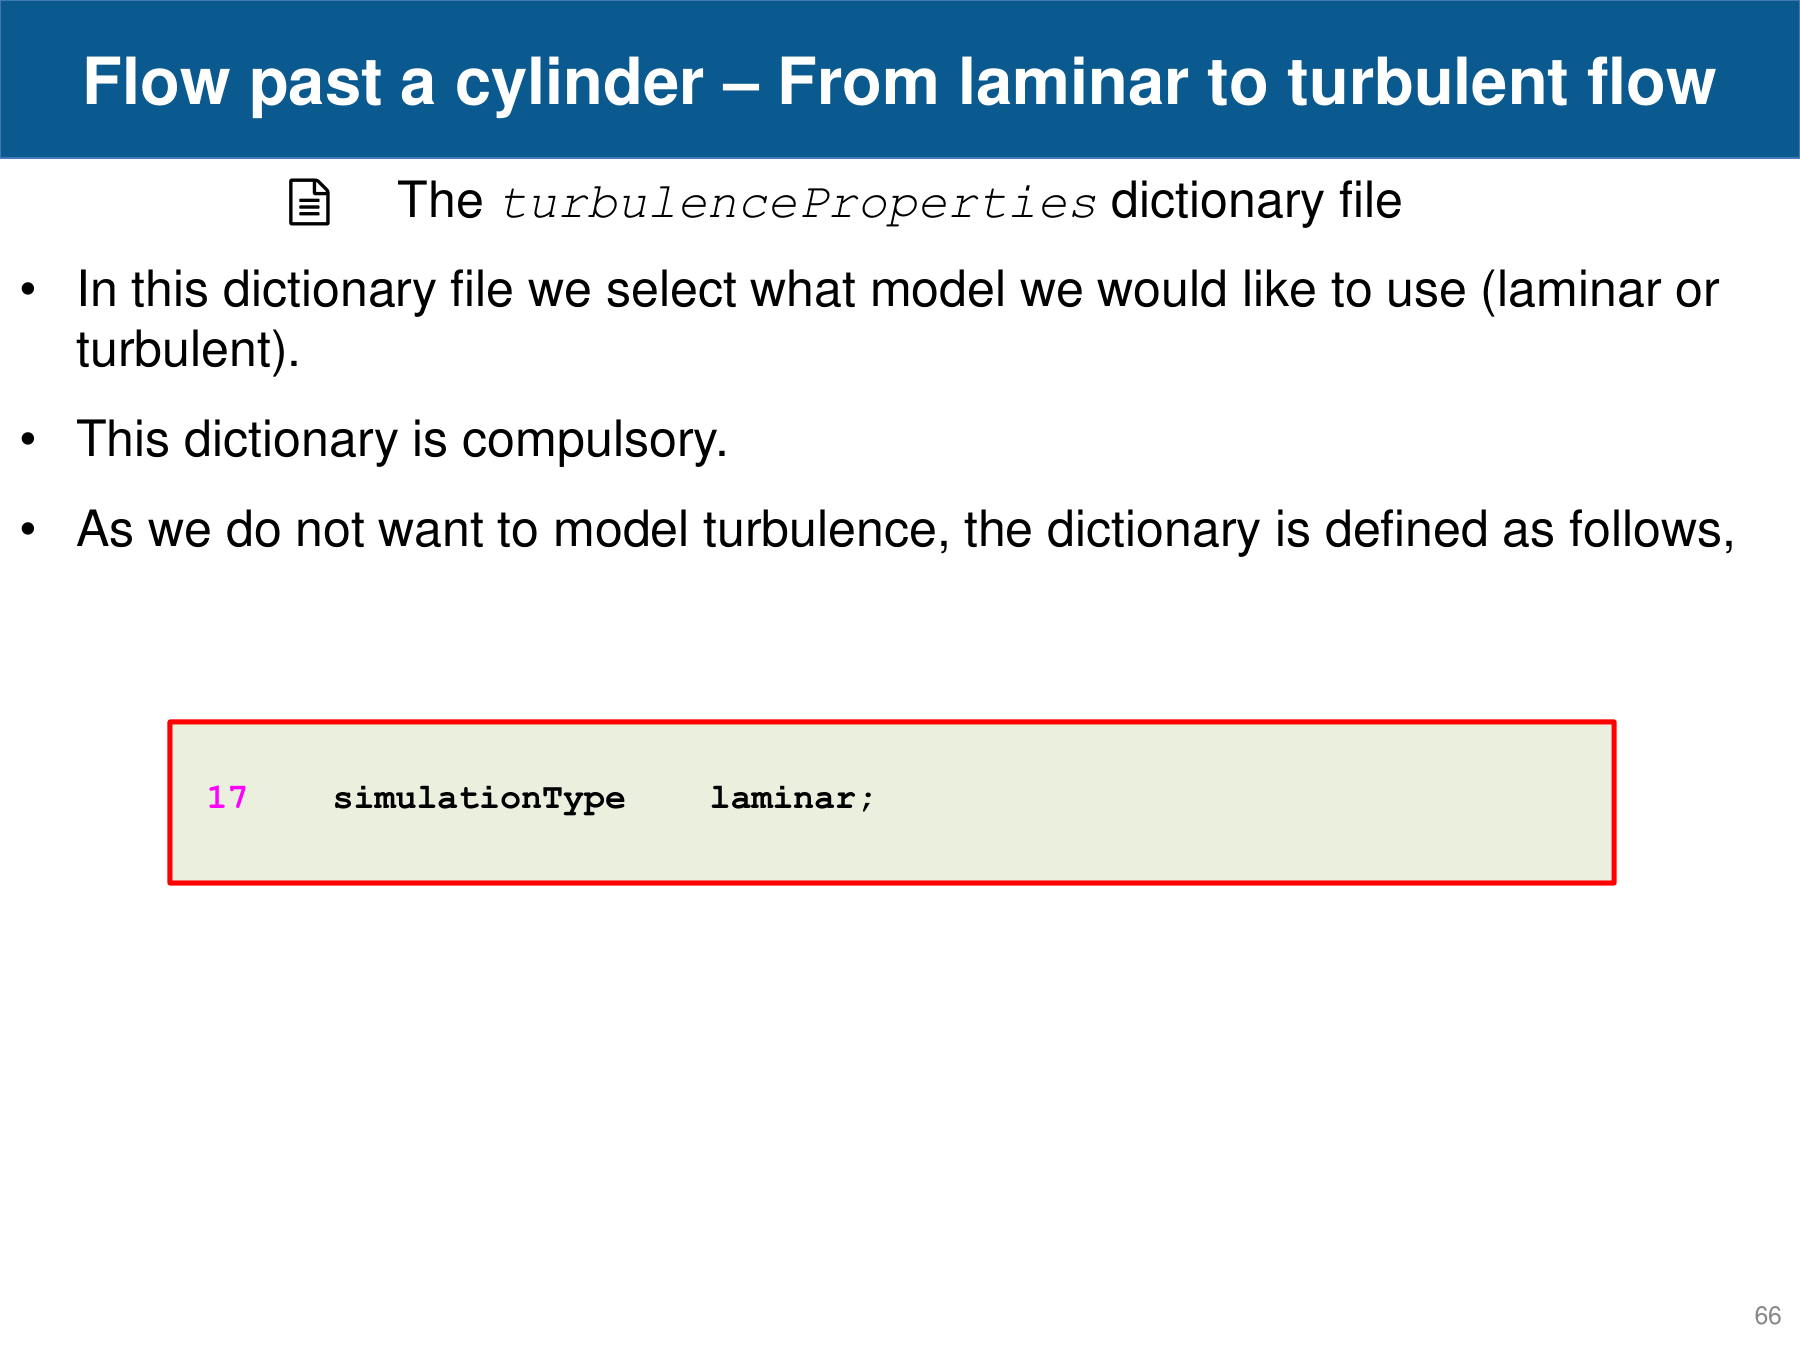 Flow past a cylinder – From laminar to turbulent flow
The turbulenceProperties dictionary file
• In this dictionary file we select what model we would like to use (laminar or
turbulent).
• This dictionary is compulsory.
• As we do not want to model turbulence, the dictionary is defined as follows,
17 simulationType laminar;
66